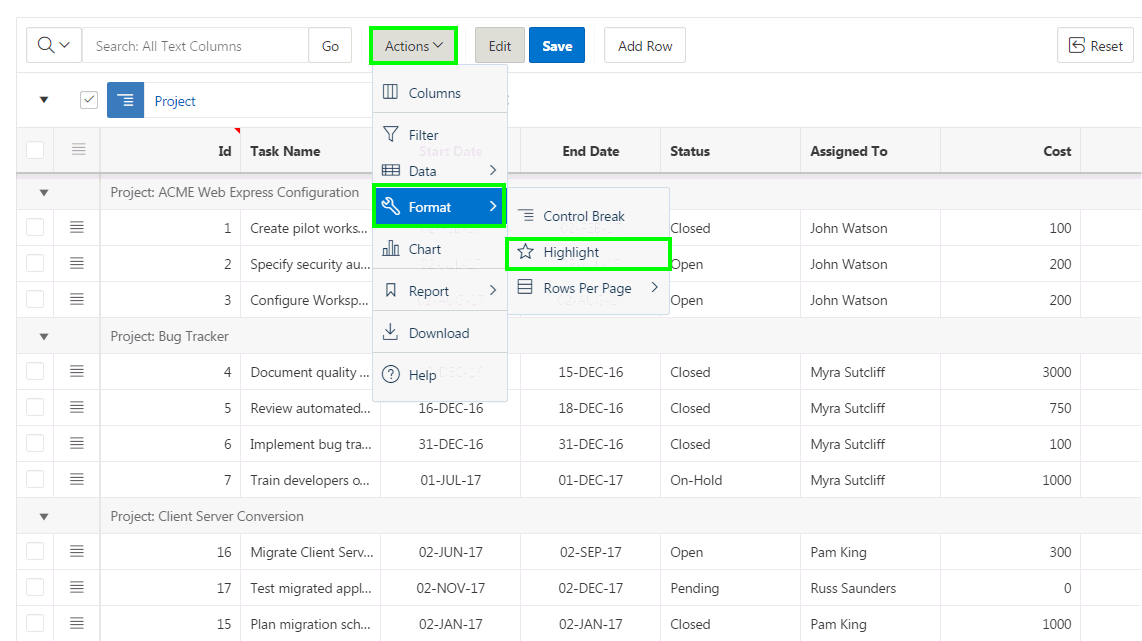 Search: All Text Columns Go Actions Edit Save Add Row Reset
Project
Columns
Filter
Data
Format
Chart
Report
Download
? Help
Control Break
Highlight
Rows Per Page
Id Task Name Start Date End Date Status Assigned To Cost
Project: ACME Web Express Configuration
1 Create pilot works... Closed John Watson 100
2 Specify security au... Open John Watson 200
3 Configure Worksp... Open John Watson 200
Project: Bug Tracker
4 Document quality ... 15-DEC-16 Closed Myra Sutcliff 3000
5 Review automated... 16-DEC-16 18-DEC-16 Closed Myra Sutcliff 750
6 Implement bug tra... 31-DEC-16 31-DEC-16 Closed Myra Sutcliff 100
7 Train developers o... 01-JUL-17 01-DEC-17 On-Hold Myra Sutcliff 1000
Project: Client Server Conversion
16 Migrate Client Serv... 02-JUN-17 02-SEP-17 Open Pam King 300
17 Test migrated appl... 02-NOV-17 02-DEC-17 Pending Russ Saunders 0
15 Plan migration sch... 02-JAN-17 02-JAN-17 Closed Pam King 1000